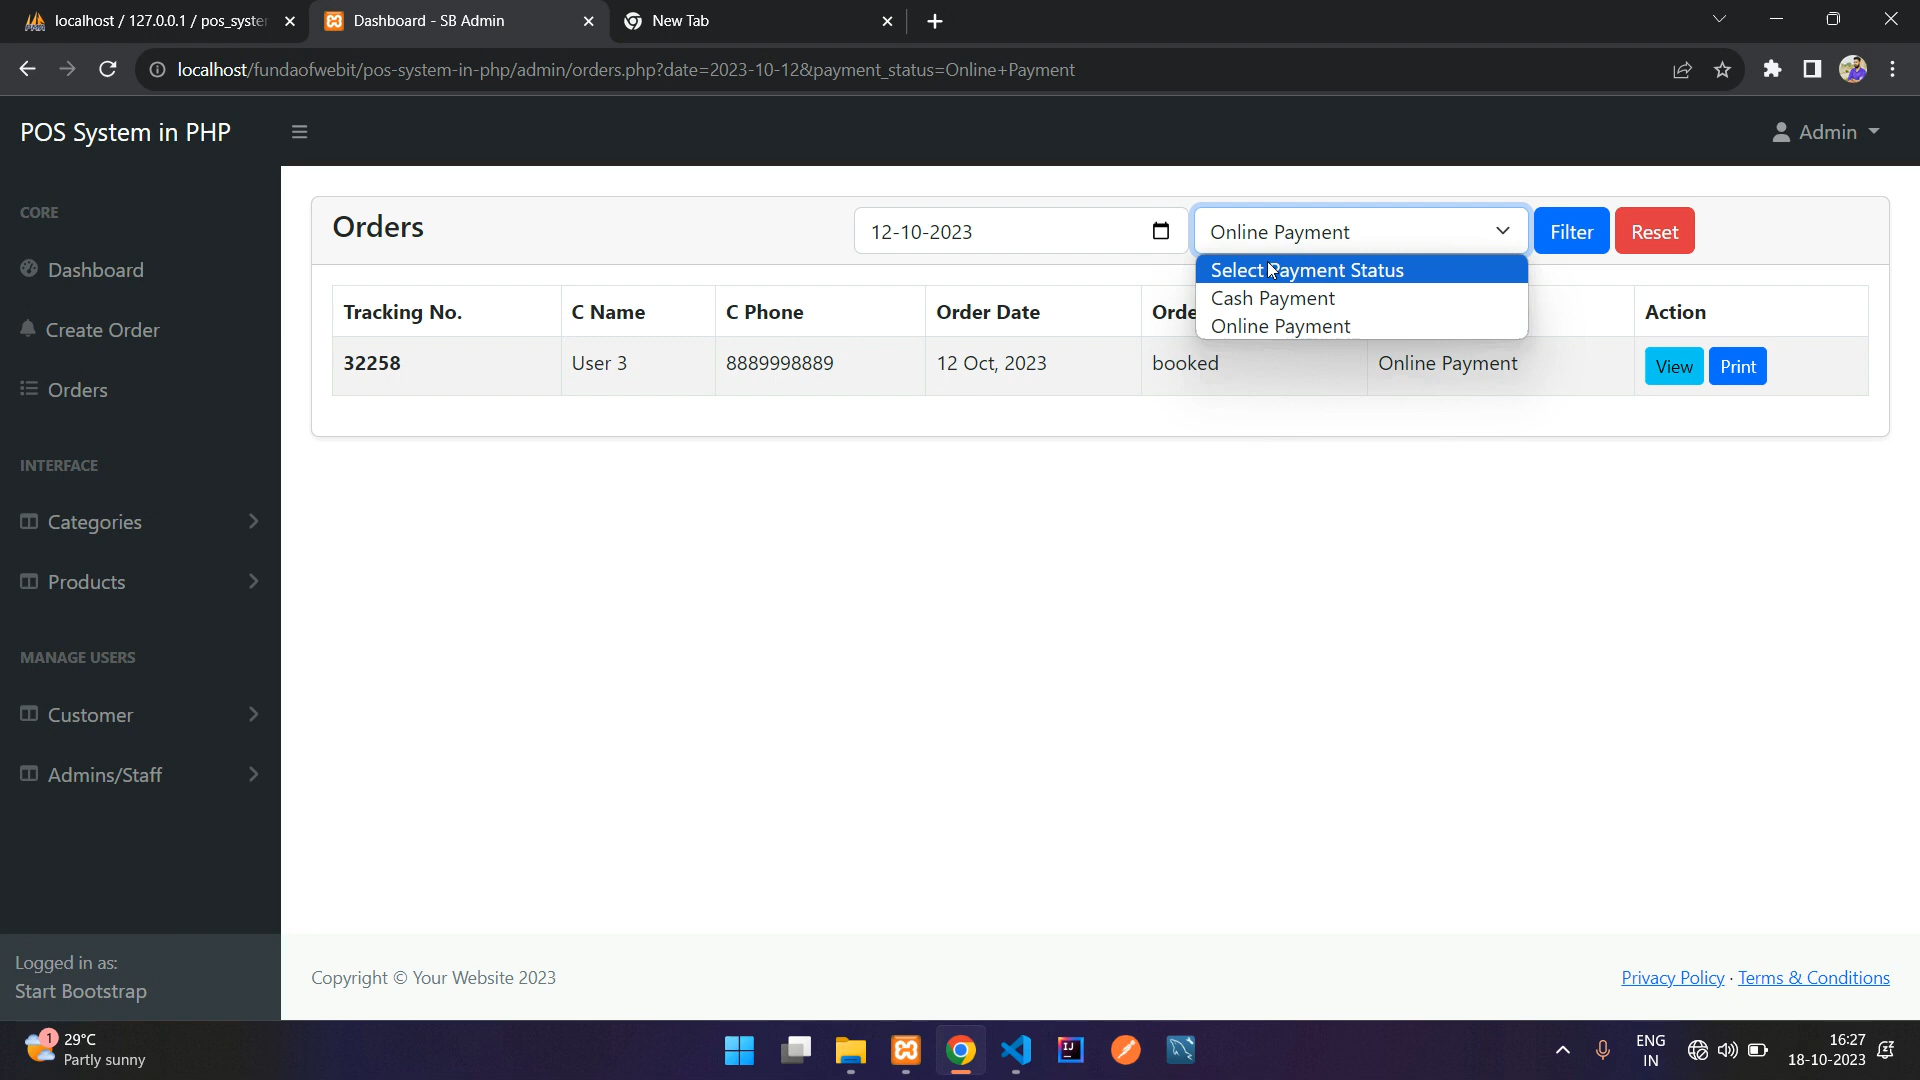 localhost / 127.0.0.1 / pos_syste
Dashboard - SB Admin
New Tab
localhost/fundaofwebit/pos-system-in-php/admin/orders.php?date=2023-10-12&payment_status=Online+Payment
POS System in PHP
Admin
CORE
Dashboard
Create Order
Orders
INTERFACE
Categories
Products
MANAGE USERS
Customer
Admins/Staff
Logged in as:
Start Bootstrap
Orders
12-10-2023
Online Payment
Filter
Reset
Select Payment Status
Cash Payment
Online Payment
Tracking No. C Name C Phone Order Date Orde Action
32258 User 3 8889998889 12 Oct, 2023 booked Online Payment View Print
Copyright © Your Website 2023
Privacy Policy · Terms & Conditions
1
29°C
Partly sunny
IJ
ENG
IN
16:27
18-10-2023